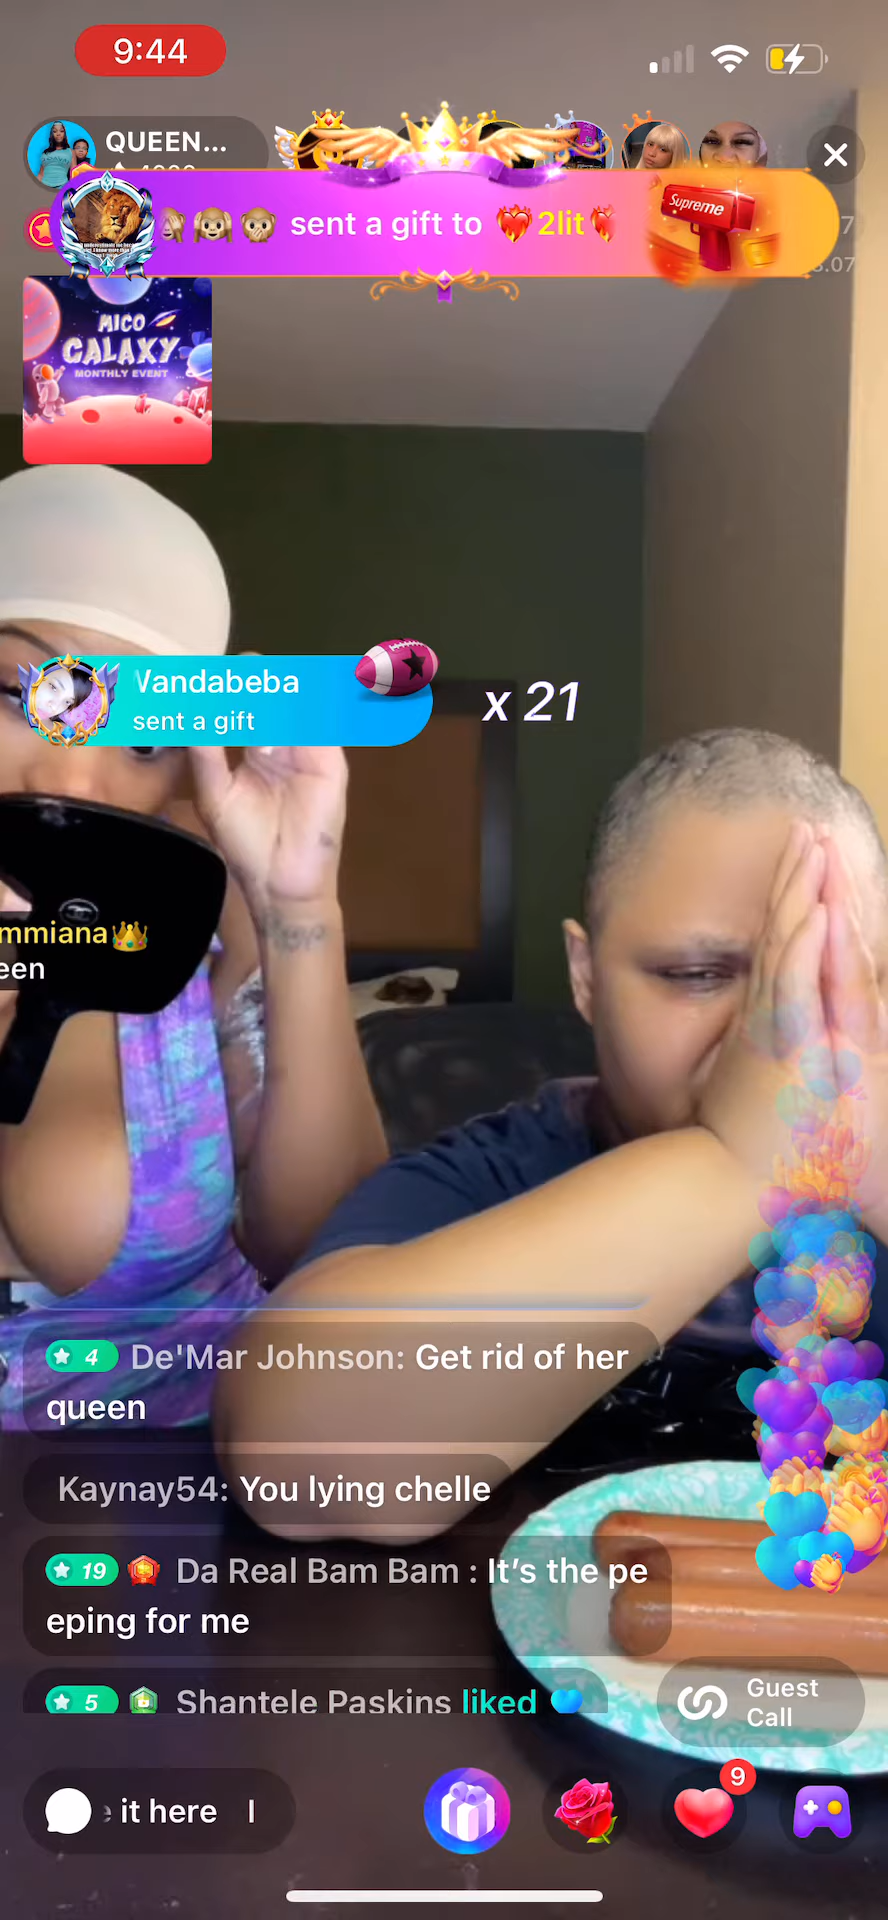 9:44
QUEEN...
sent a gift to 2lit
Supreme
MICO
GALAXY
MONTHLY EVENT
Vandabeba
sent a gift
x 21
mmiana
een
4 De'Mar Johnson: Get rid of her
queen
Kaynay54: You lying chelle
19 Da Real Bam Bam : It's the pe
eping for me
5 Shantele Paskins liked
Guest
Call
it here
9